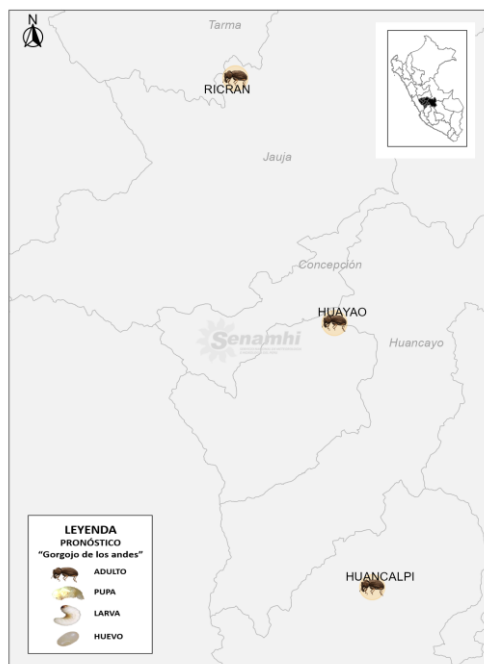 N
Tarma
RICRAN
Jauja
Concepción
HUAYAO
Senamhi
Huancayo
HUANCALPI
LEYENDA
PRONÓSTICO
“Gorgojo de los andes”
ADULTO
PUPA
LARVA
HUEVO